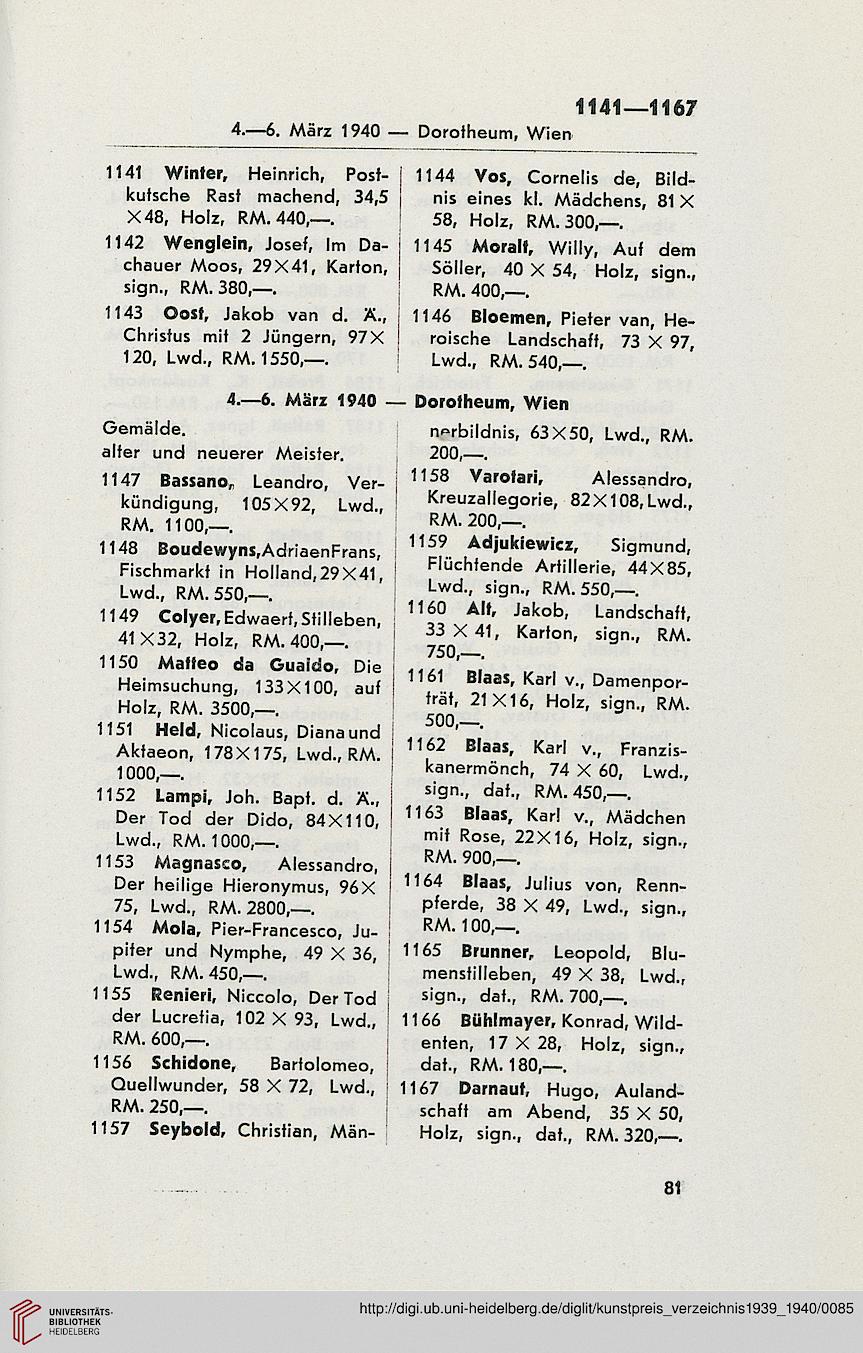 1141—1167
4.—6. März 1940 — Dorotheum, Wien
1141 Winter, Heinrich, Post-
kutsche Rast machend, 34,5
×48, Holz, RM. 440,—.
1142 Wenglein, Josef, Im Da-
chauer Moos, 29×41, Karton,
sign., RM. 380,—.
1143 Oost, Jakob van d. Ä.,
Christus mit 2 Jüngern, 97×
120, Lwd., RM. 1550,—.
1144 Vos, Cornelis de, Bild-
nis eines kl. Mädchens, 81×
58, Holz, RM. 300,—.
1145 Moralt, Willy, Auf dem
Söller, 40 × 54, Holz, sign.,
RM. 400,—.
1146 Bloemen, Pieter van, He-
roische Landschaft, 73 × 97,
Lwd., RM. 540,—.
4.—6. März 1940 — Dorotheum, Wien
Gemälde.
alter und neuerer Meister.
1147 Bassano,, Leandro, Ver-
kündigung, 105×92, Lwd.,
RM. 1100,—.
1148 Boudewyns,AdriaenFrans,
Fischmarkt in Holland,29×41,
Lwd., RM. 550,—.
1149 Colyer,Edwaert,Stilleben,
41×32, Holz, RM. 400,—.
1150 Matteo da Gualdo, Die
Heimsuchung, 133×100, auf
Holz, RM. 3500,—.
1151 Held, Nicolaus, Diana und
Aktaeon, 178×175, Lwd., RM.
1000,—.
1152 Lampi, Joh. Bapt. d. Ä.,
Der Tod der Dido, 84×110,
Lwd., RM. 1000,—.
1153 Magnasco, Alessandro,
Der heilige Hieronymus, 96×
75, Lwd., RM. 2800,—.
1154 Mola, Pier-Francesco, Ju-
piter und Nymphe, 49 × 36,
Lwd., RM. 450,—.
1155 Renieri, Niccolo, Der Tod
der Lucretia, 102 × 93, Lwd.,
RM. 600,—.
1156 Schidone, Bartolomeo,
Quellwunder, 58 × 72, Lwd.,
RM. 250,—.
1157 Seybold, Christian, Män-
nerbildnis, 63×50, Lwd., RM.
200,—.
1158 Varotari, Alessandro,
Kreuzallegorie, 82×108, Lwd.,
RM. 200,—.
1159 Adjukiewicz, Sigmund,
Flüchtende Artillerie, 44×85,
Lwd., sign., RM. 550,—.
1160 Alt, Jakob, Landschaft,
33 × 41, Karton, sign., RM.
750,—.
1161 Blaas, Karl v., Damenpor-
trät, 21×16, Holz, sign., RM.
500,—.
1162 Blaas, Karl v., Franzis-
kanermönch, 74 × 60, Lwd.,
sign., dat., RM. 450,—.
1163 Blaas, Karl v., Mädchen
mit Rose, 22×16, Holz, sign.,
RM. 900,—.
1164 Blaas, Julius von, Renn-
pferde, 38 × 49, Lwd., sign.,
RM. 100,—.
1165 Brunner, Leopold, Blu-
menstilleben, 49 × 38, Lwd.,
sign., dat., RM. 700,—.
1166 Bühlmayer, Konrad, Wild-
enten, 17 × 28, Holz, sign.,
dat., RM. 180,—.
1167 Darnaut, Hugo, Auland-
schaft am Abend, 35 × 50,
Holz, sign., dat., RM. 320,—.
81
UNIVERSITÄTS-
BIBLIOTHEK
HEIDELBERG
http://digi.ub.uni-heidelberg.de/diglit/kunstpreis_verzeichnis1939_1940/0085